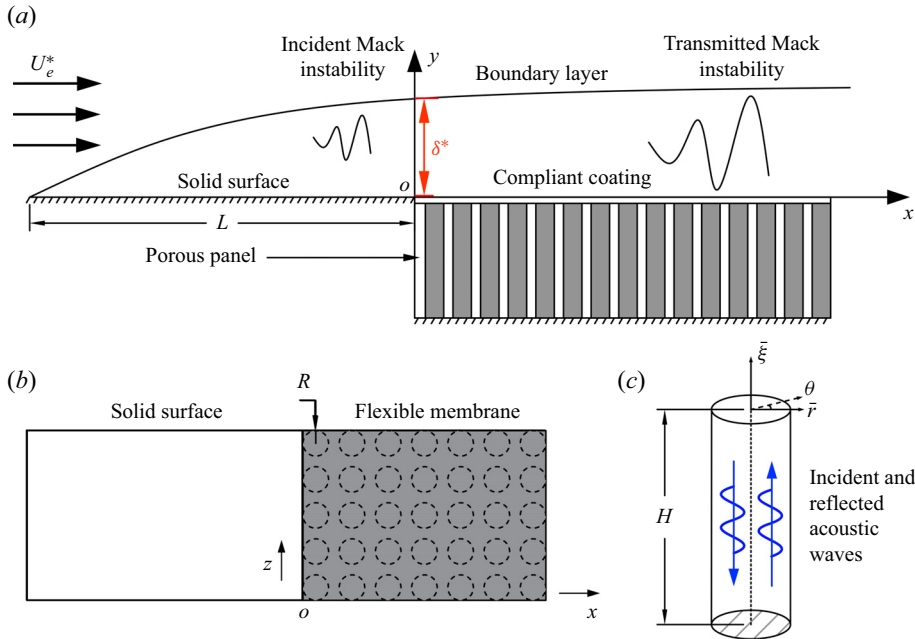 (a)
U*e
Incident Mack
instability
y
Boundary layer
Transmitted Mack
instability
δ*
Solid surface
o
Compliant coating
x
L
Porous panel
(b)
R
Solid surface
Flexible membrane
z
o
x
(c)
ξ̄
θ
r̄
H
Incident and
reflected
acoustic
waves